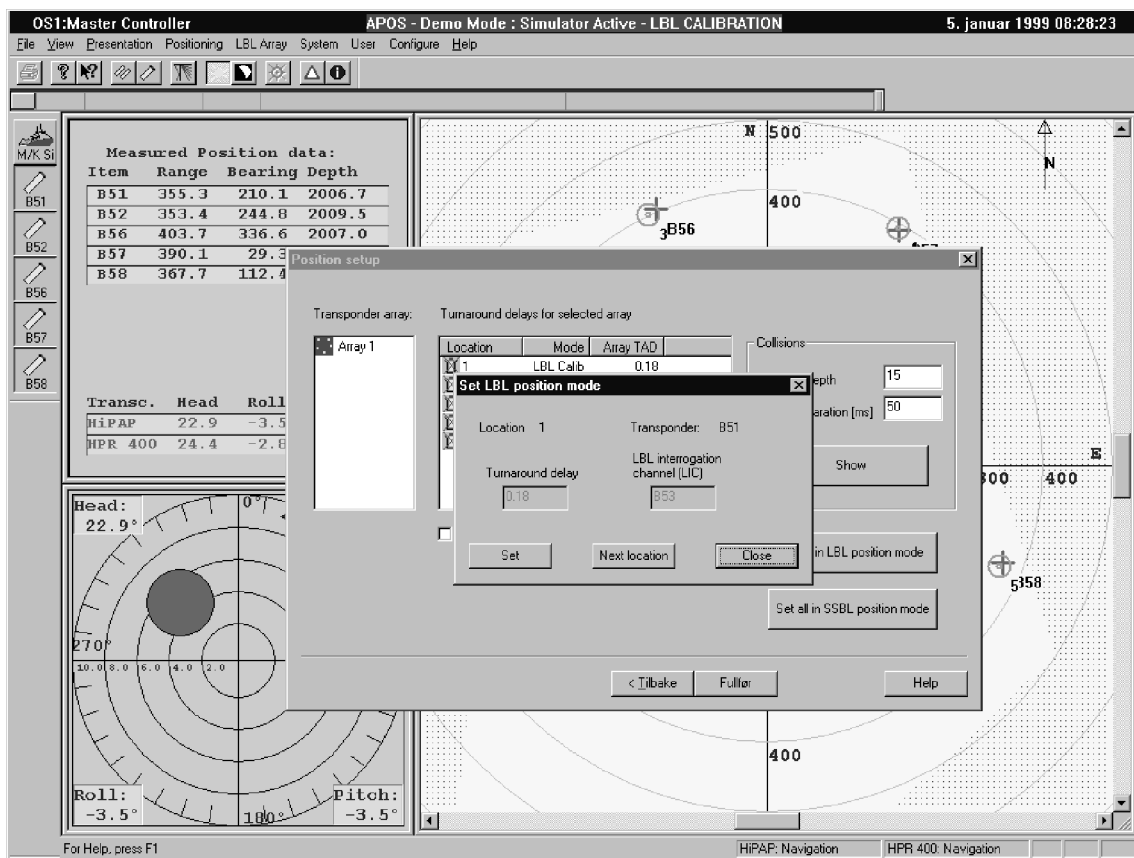 OS1:Master Controller APOS - Demo Mode : Simulator Active - LBL CALIBRATION 5. januar 1999 08:28:23
File View Presentation Positioning LBL Array System User Configure Help
M/K Si
B51
B52
B56
B57
B58
Measured Position data:
Item Range Bearing Depth
B51 355.3 210.1 2006.7
B52 353.4 244.8 2009.5
B56 403.7 336.6 2007.0
B57 390.1 29.3
B58 367.7 112.4
Transc. Head Roll
HiPAP 22.9 -3.5
HPR 400 24.4 -2.8
Head:
22.9°
0°
270°
10.0 8.0 6.0 4.0 2.0
Roll:
-3.5°
180°
Pitch:
-3.5°
N 500
N
400
3 B56
E
300 400
5 B58
400
Position setup
Transponder array:
Array 1
Turnaround delays for selected array
Location Mode Array TAD
1 LBL Calib 0.18
Collisions
15
50
Show
in LBL position mode
Set all in SSBL position mode
< Tilbake Fullfør Help
Set LBL position mode
Location 1 Transponder: B51
Turnaround delay
0.18
LBL interrogation
channel (LIC)
B53
Set Next location Close
For Help, press F1 HiPAP: Navigation HPR 400: Navigation